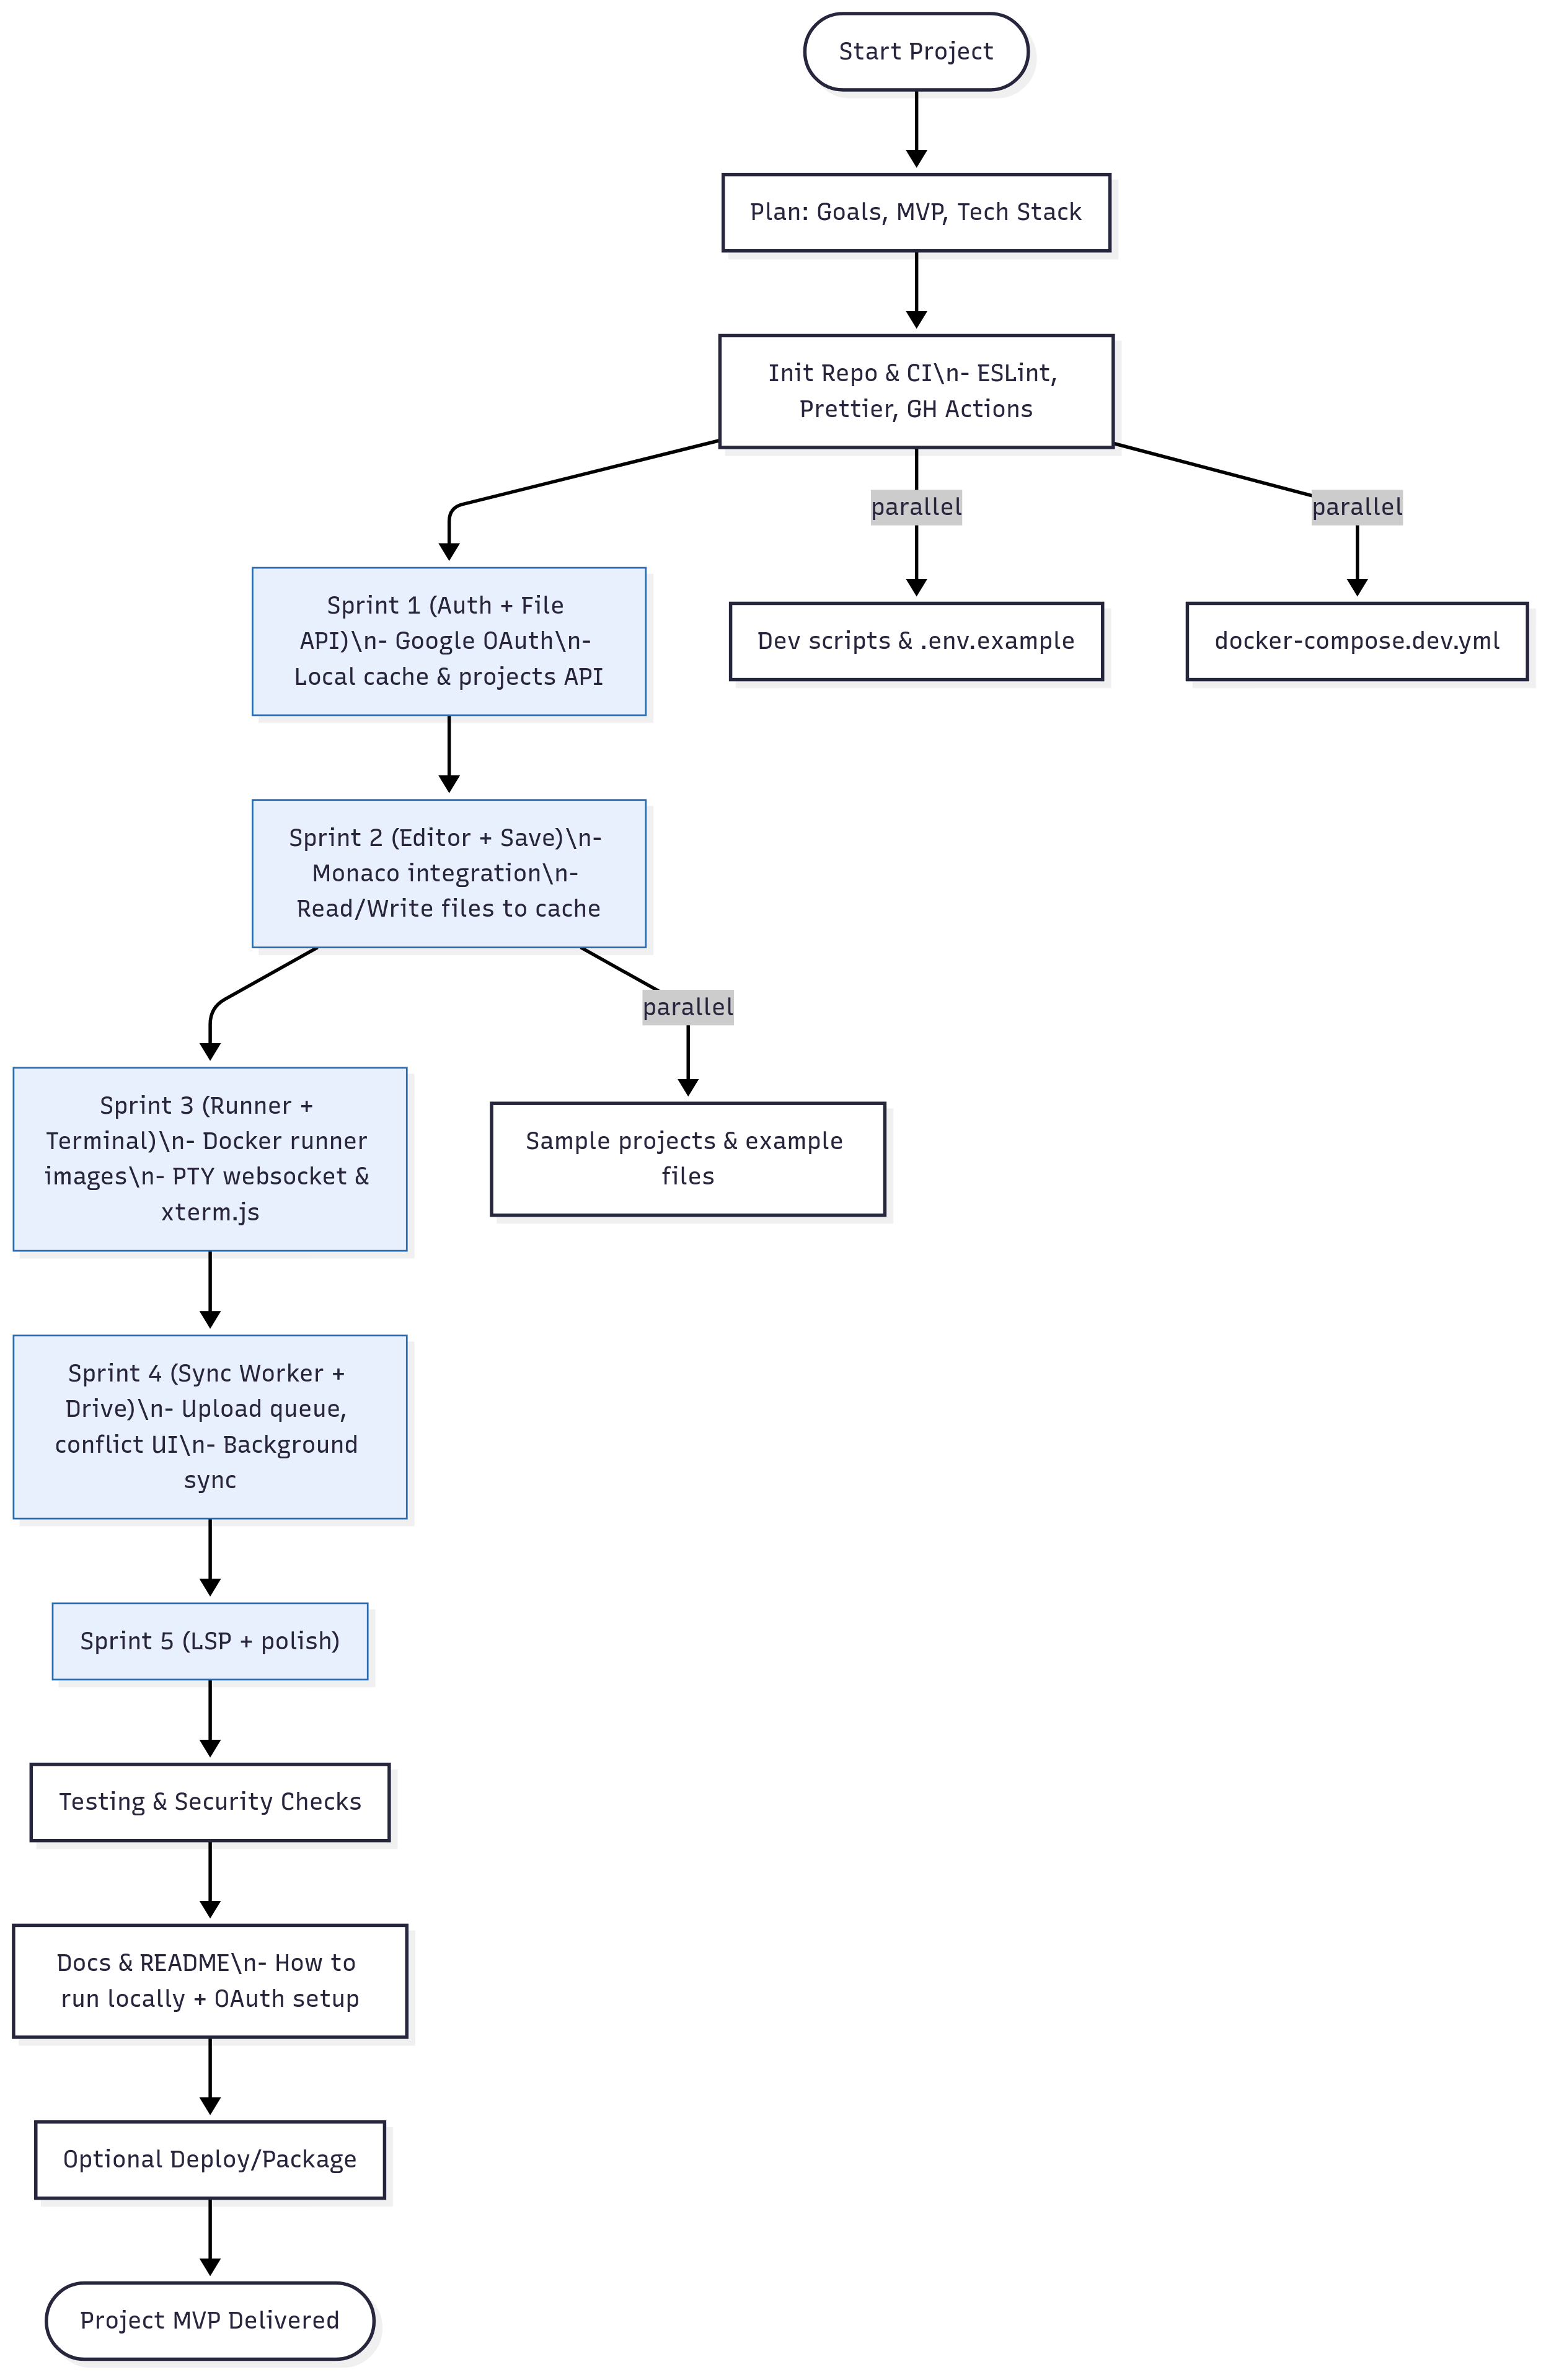 Start Project
Plan: Goals, MVP, Tech Stack
Init Repo & CI\n- ESLint,
Prettier, GH Actions
parallel
parallel
Sprint 1 (Auth + File
API)\n- Google OAuth\n-
Local cache & projects API
Dev scripts & .env.example
docker-compose.dev.yml
Sprint 2 (Editor + Save)\n-
Monaco integration\n-
Read/Write files to cache
parallel
Sprint 3 (Runner +
Terminal)\n- Docker runner
images\n- PTY websocket &
xterm.js
Sample projects & example
files
Sprint 4 (Sync Worker +
Drive)\n- Upload queue,
conflict UI\n- Background
sync
Sprint 5 (LSP + polish)
Testing & Security Checks
Docs & README\n- How to
run locally + OAuth setup
Optional Deploy/Package
Project MVP Delivered